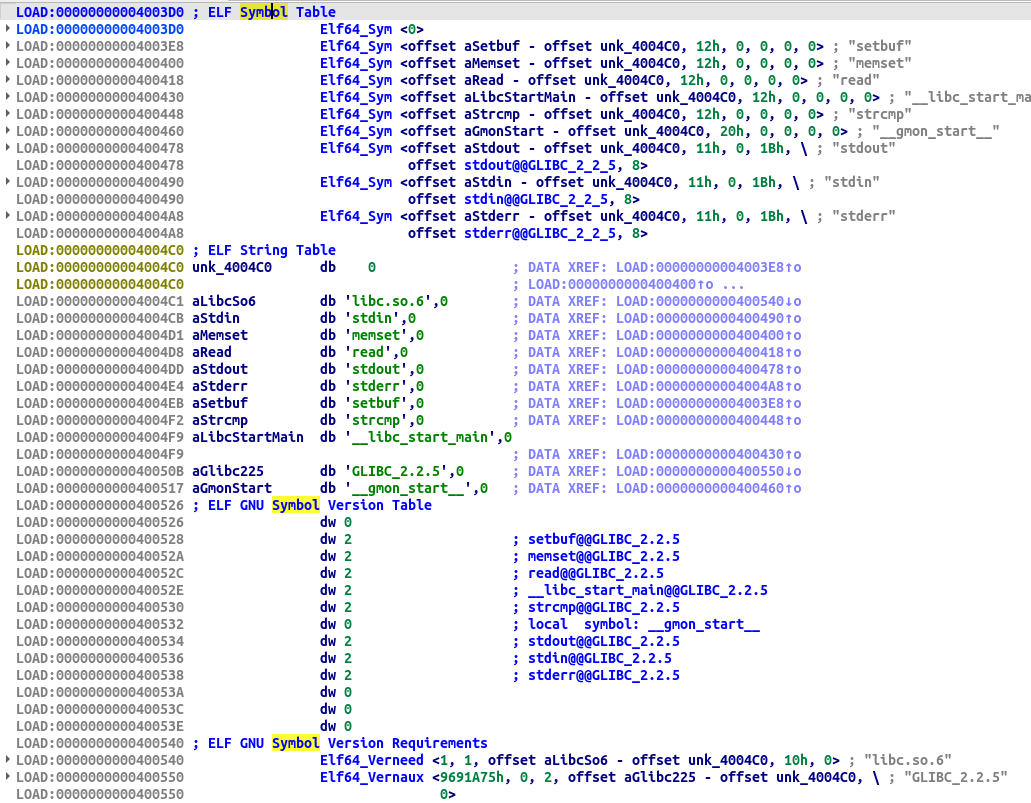 LOAD:00000000004003D0 ; ELF Symbol Table
LOAD:00000000004003D0 Elf64_Sym <0>
LOAD:00000000004003E8 Elf64_Sym <offset aSetbuf - offset unk_4004C0, 12h, 0, 0, 0, 0> ; "setbuf"
LOAD:0000000000400400 Elf64_Sym <offset aMemset - offset unk_4004C0, 12h, 0, 0, 0, 0> ; "memset"
LOAD:0000000000400418 Elf64_Sym <offset aRead - offset unk_4004C0, 12h, 0, 0, 0, 0> ; "read"
LOAD:0000000000400430 Elf64_Sym <offset aLibcStartMain - offset unk_4004C0, 12h, 0, 0, 0, 0> ; "__libc_start_ma
LOAD:0000000000400448 Elf64_Sym <offset aStrcmp - offset unk_4004C0, 12h, 0, 0, 0, 0> ; "strcmp"
LOAD:0000000000400460 Elf64_Sym <offset aGmonStart - offset unk_4004C0, 20h, 0, 0, 0, 0> ; "__gmon_start__"
LOAD:0000000000400478 Elf64_Sym <offset aStdout - offset unk_4004C0, 11h, 0, 1Bh, \ ; "stdout"
LOAD:0000000000400478 offset stdout@@GLIBC_2_2_5, 8>
LOAD:0000000000400490 Elf64_Sym <offset aStdin - offset unk_4004C0, 11h, 0, 1Bh, \ ; "stdin"
LOAD:0000000000400490 offset stdin@@GLIBC_2_2_5, 8>
LOAD:00000000004004A8 Elf64_Sym <offset aStderr - offset unk_4004C0, 11h, 0, 1Bh, \ ; "stderr"
LOAD:00000000004004A8 offset stderr@@GLIBC_2_2_5, 8>
LOAD:00000000004004C0 ; ELF String Table
LOAD:00000000004004C0 unk_4004C0 db 0 ; DATA XREF: LOAD:00000000004003E8↑o
LOAD:00000000004004C0 ; LOAD:0000000000400400↑o ...
LOAD:00000000004004C1 aLibcSo6 db 'libc.so.6',0 ; DATA XREF: LOAD:0000000000400540↓o
LOAD:00000000004004CB aStdin db 'stdin',0 ; DATA XREF: LOAD:0000000000400490↑o
LOAD:00000000004004D1 aMemset db 'memset',0 ; DATA XREF: LOAD:0000000000400400↑o
LOAD:00000000004004D8 aRead db 'read',0 ; DATA XREF: LOAD:0000000000400418↑o
LOAD:00000000004004DD aStdout db 'stdout',0 ; DATA XREF: LOAD:0000000000400478↑o
LOAD:00000000004004E4 aStderr db 'stderr',0 ; DATA XREF: LOAD:00000000004004A8↑o
LOAD:00000000004004EB aSetbuf db 'setbuf',0 ; DATA XREF: LOAD:00000000004003E8↑o
LOAD:00000000004004F2 aStrcmp db 'strcmp',0 ; DATA XREF: LOAD:0000000000400448↑o
LOAD:00000000004004F9 aLibcStartMain db '__libc_start_main',0
LOAD:00000000004004F9 ; DATA XREF: LOAD:0000000000400430↑o
LOAD:000000000040050B aGlibc225 db 'GLIBC_2.2.5',0 ; DATA XREF: LOAD:0000000000400550↓o
LOAD:0000000000400517 aGmonStart db '__gmon_start__',0 ; DATA XREF: LOAD:0000000000400460↑o
LOAD:0000000000400526 ; ELF GNU Symbol Version Table
LOAD:0000000000400526 dw 0
LOAD:0000000000400528 dw 2 ; setbuf@@GLIBC_2.2.5
LOAD:000000000040052A dw 2 ; memset@@GLIBC_2.2.5
LOAD:000000000040052C dw 2 ; read@@GLIBC_2.2.5
LOAD:000000000040052E dw 2 ; __libc_start_main@@GLIBC_2.2.5
LOAD:0000000000400530 dw 2 ; strcmp@@GLIBC_2.2.5
LOAD:0000000000400532 dw 0 ; local symbol: __gmon_start__
LOAD:0000000000400534 dw 2 ; stdout@@GLIBC_2.2.5
LOAD:0000000000400536 dw 2 ; stdin@@GLIBC_2.2.5
LOAD:0000000000400538 dw 2 ; stderr@@GLIBC_2.2.5
LOAD:000000000040053A dw 0
LOAD:000000000040053C dw 0
LOAD:000000000040053E dw 0
LOAD:0000000000400540 ; ELF GNU Symbol Version Requirements
LOAD:0000000000400540 Elf64_Verneed <1, 1, offset aLibcSo6 - offset unk_4004C0, 10h, 0> ; "libc.so.6"
LOAD:0000000000400550 Elf64_Vernaux <9691A75h, 0, 2, offset aGlibc225 - offset unk_4004C0, \ ; "GLIBC_2.2.5"
LOAD:0000000000400550 0>